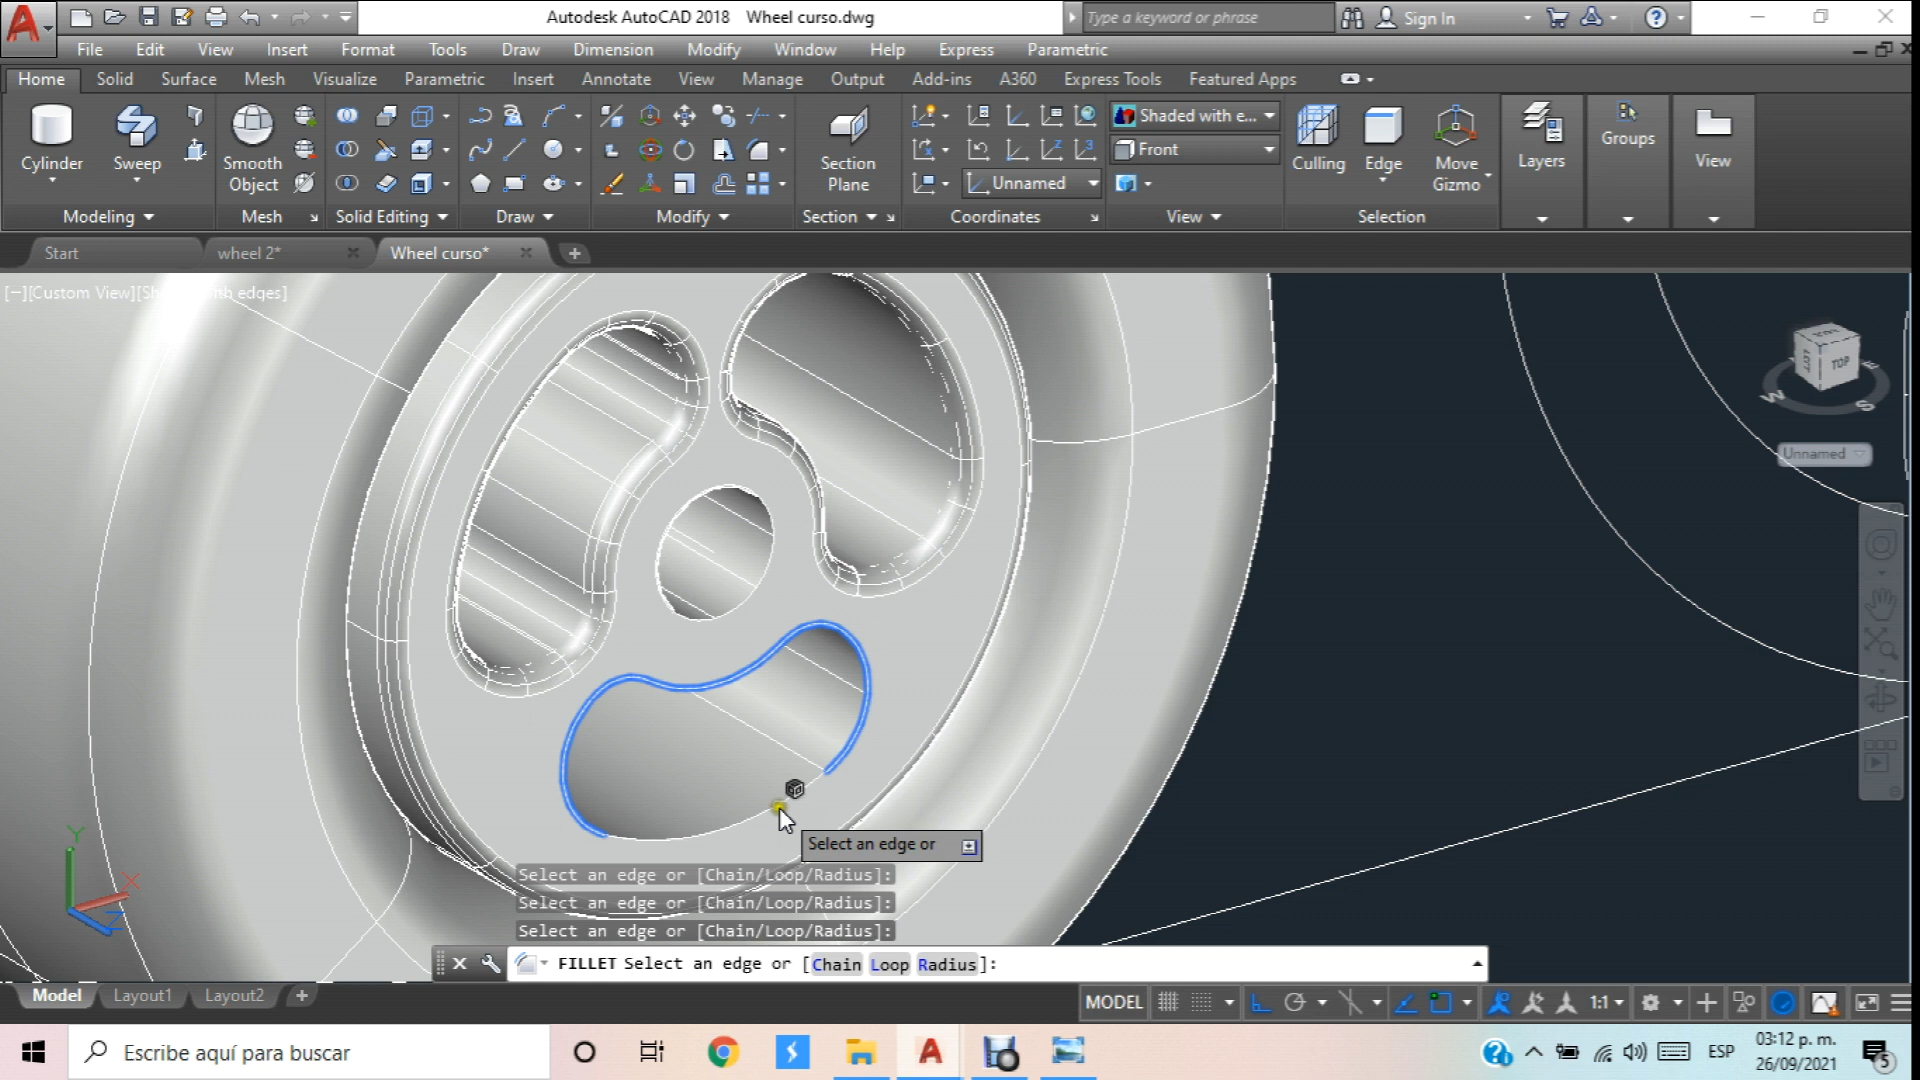 Autodesk AutoCAD 2018 Wheel curso.dwg
Type a keyword or phrase
Sign In
File Edit View Insert Format Tools Draw Dimension Modify Window Help Express Parametric
Home Solid Surface Mesh Visualize Parametric Insert Annotate View Manage Output Add-ins A360 Express Tools Featured Apps
Shaded with e...
Front
Cylinder Sweep Smooth Object Section Plane Unnamed Culling Edge Move Gizmo Layers Groups View
Modeling Mesh Solid Editing Draw Modify Section Coordinates View Selection
Start wheel 2* Wheel curso*
[−][Custom View][Sh
edges]
TOP
W
S
Unnamed
Select an edge or
Select an edge or [Chain/Loop/Radius]:
Select an edge or [Chain/Loop/Radius]:
Select an edge or [Chain/Loop/Radius]:
Y
X
Z
FILLET Select an edge or [Chain Loop Radius]:
Model Layout1 Layout2
MODEL 1:1
Escribe aquí para buscar
ESP
03:12 p. m.
26/09/2021
5